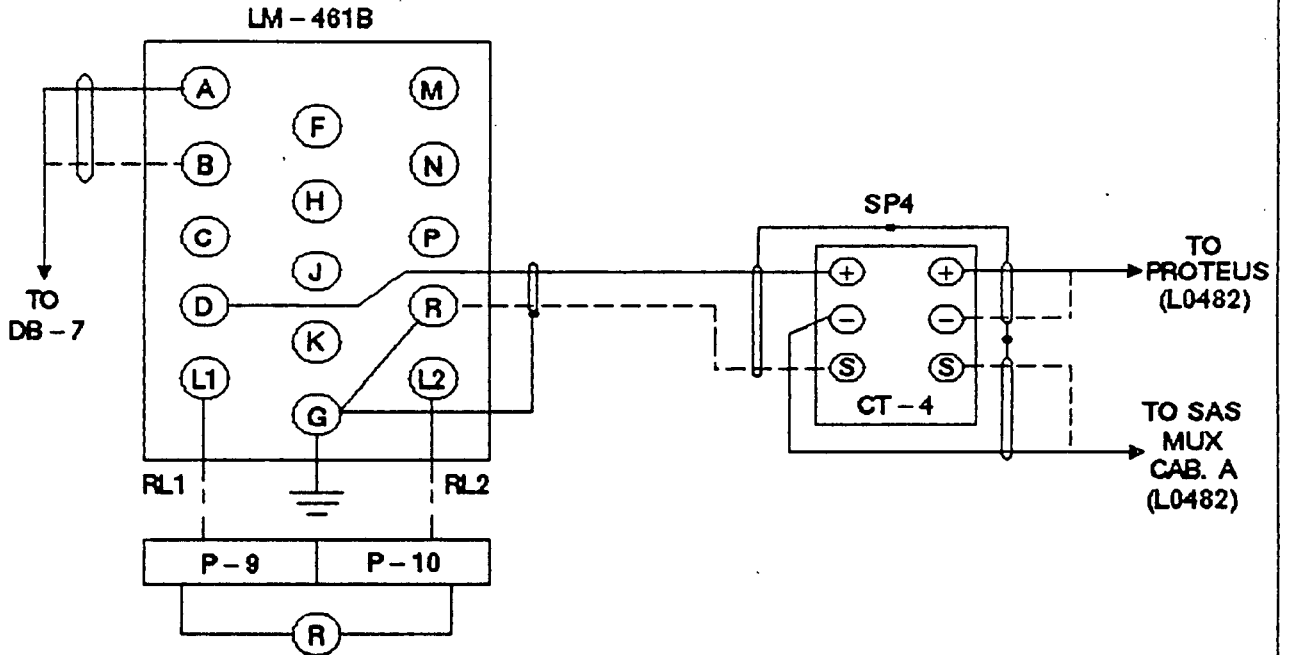 LM – 461B
A
M
F
B
N
H
C
P
J
D
R
K
L1
L2
G
TO
DB – 7
RL1
RL2
P – 9
P – 10
R
SP4
+
+
–
–
S
S
CT – 4
TO
PROTEUS
(L0482)
TO SAS
MUX
CAB. A
(L0482)